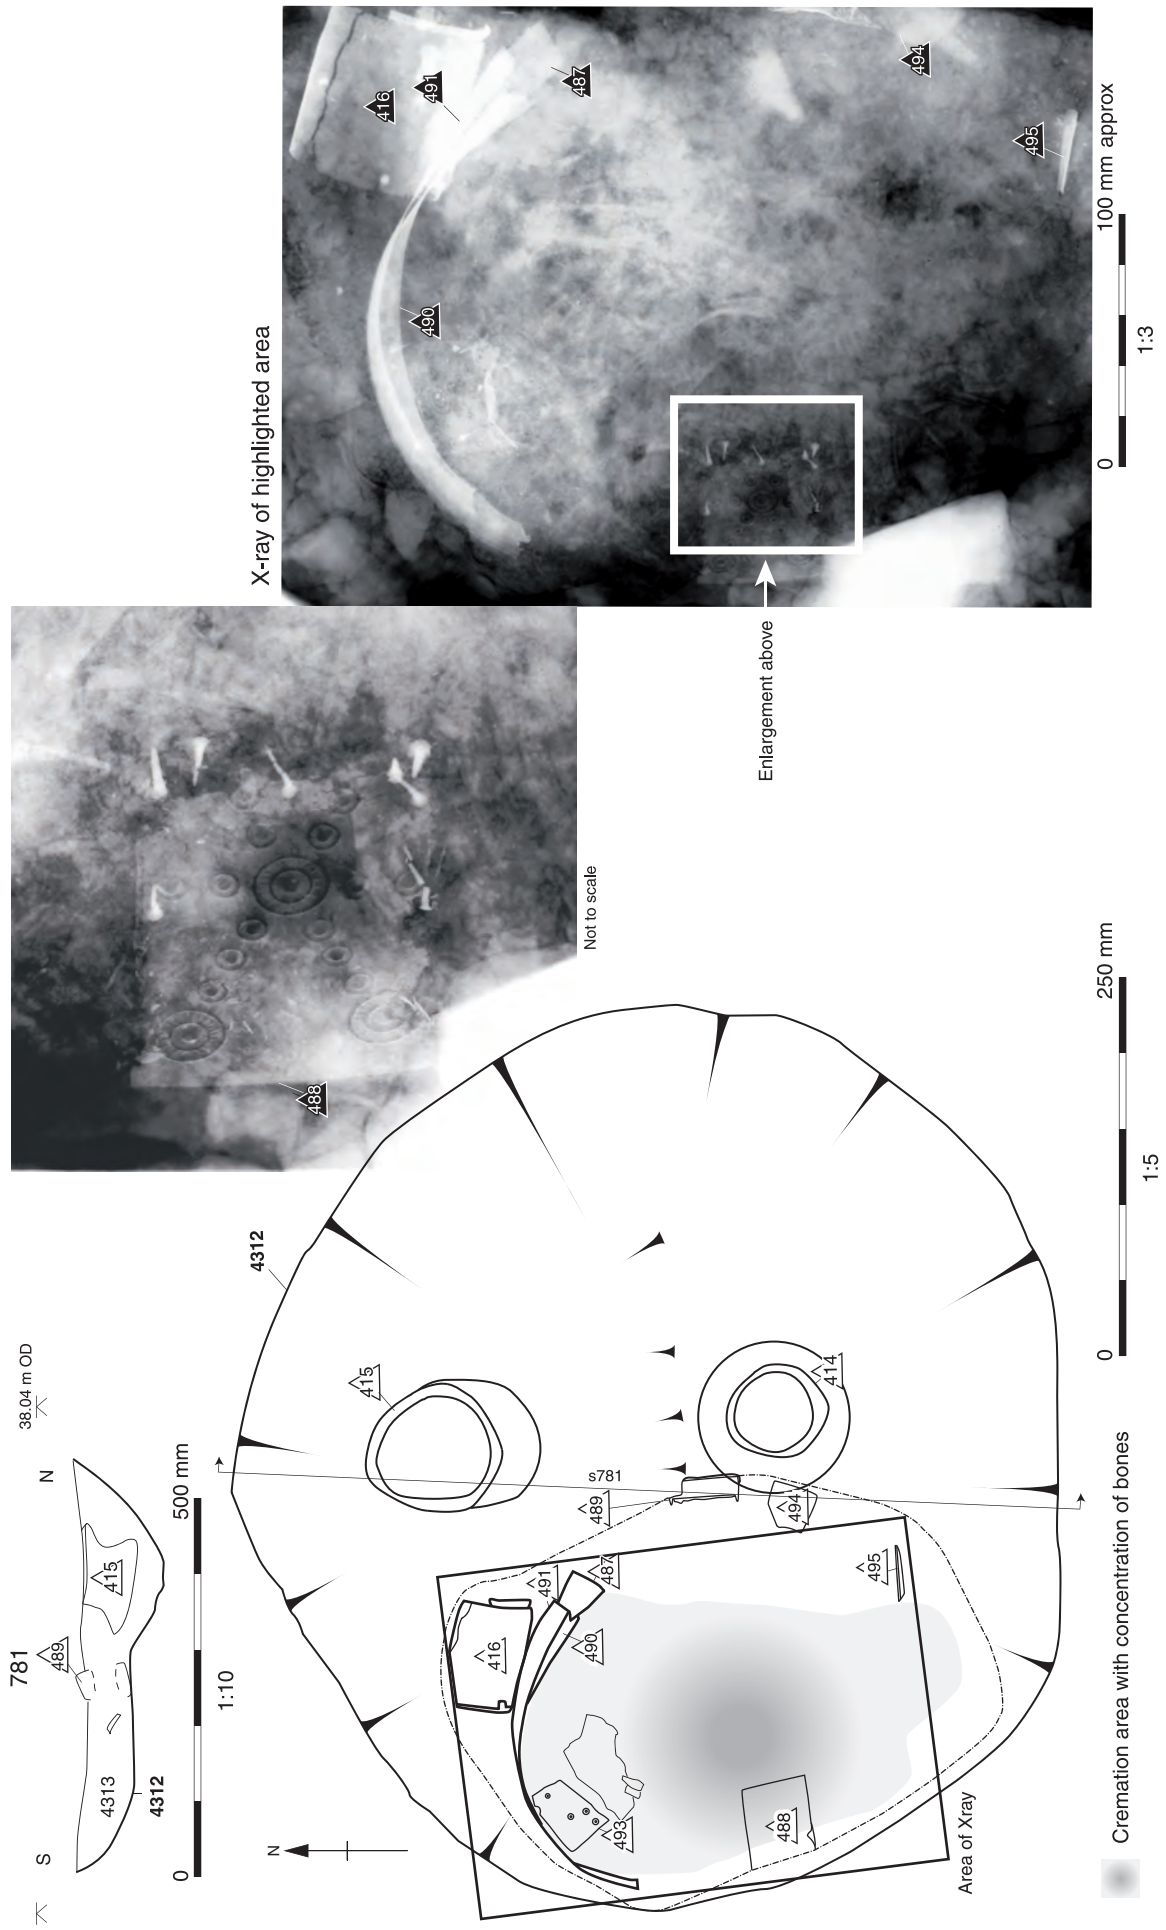 781
S
N
38.04 m OD
489
415
4313
4312
0
500 mm
1:10
488
Not to scale
X-ray of highlighted area
416
491
487
490
494
495
Enlargement above
0
100 mm approx
1:3
N
4312
415
414
s781
489
494
491
487
416
490
495
493
488
Area of Xray
0
250 mm
1:5
Cremation area with concentration of bones